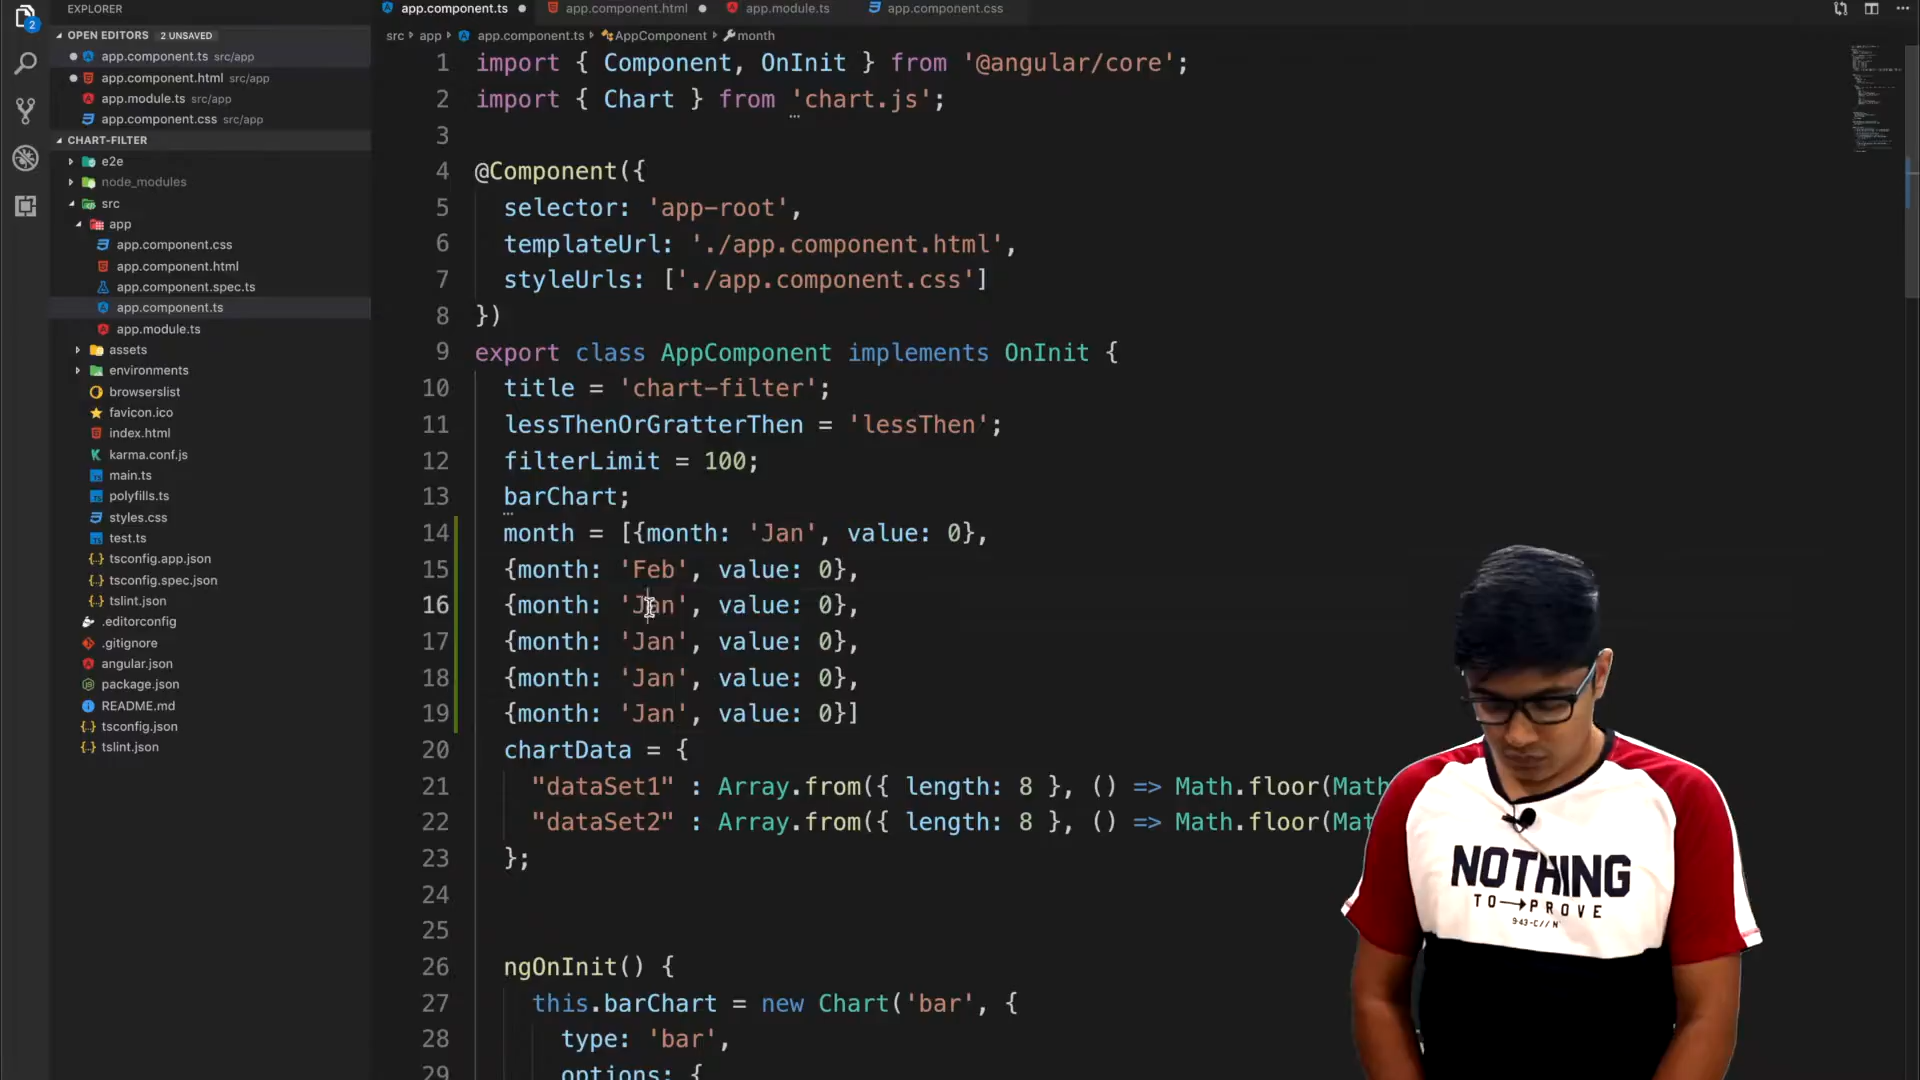 EXPLORER
OPEN EDITORS 2 UNSAVED
app.component.ts src/app
app.component.html src/app
app.module.ts src/app
app.component.css src/app
CHART-FILTER
e2e
node_modules
src
app
app.component.css
app.component.html
app.component.spec.ts
app.component.ts
app.module.ts
assets
environments
browserslist
favicon.ico
index.html
karma.conf.js
main.ts
polyfills.ts
styles.css
test.ts
tsconfig.app.json
tsconfig.spec.json
tslint.json
.editorconfig
.gitignore
angular.json
package.json
README.md
tsconfig.json
tslint.json
2
app.component.ts app.component.html app.module.ts app.component.css
src app app.component.ts AppComponent month
1 import { Component, OnInit } from '@angular/core';
2 import { Chart } from 'chart.js';
3
4 @Component({
5 selector: 'app-root',
6 templateUrl: './app.component.html',
7 styleUrls: ['./app.component.css']
8 })
9 export class AppComponent implements OnInit {
10 title = 'chart-filter';
11 lessThenOrGratterThen = 'lessThen';
12 filterLimit = 100;
13 barChart;
14 month = [{month: 'Jan', value: 0},
15 {month: 'Feb', value: 0},
16 {month: 'Jan', value: 0},
17 {month: 'Jan', value: 0},
18 {month: 'Jan', value: 0},
19 {month: 'Jan', value: 0}]
20 chartData = {
21 "dataSet1" : Array.from({ length: 8 }, () => Math.floor(Math
22 "dataSet2" : Array.from({ length: 8 }, () => Math.floor(Mat
23 };
24
25
26 ngOnInit() {
27 this.barChart = new Chart('bar', {
28 type: 'bar',
29 options: {
NOTHING
TO→PROVE